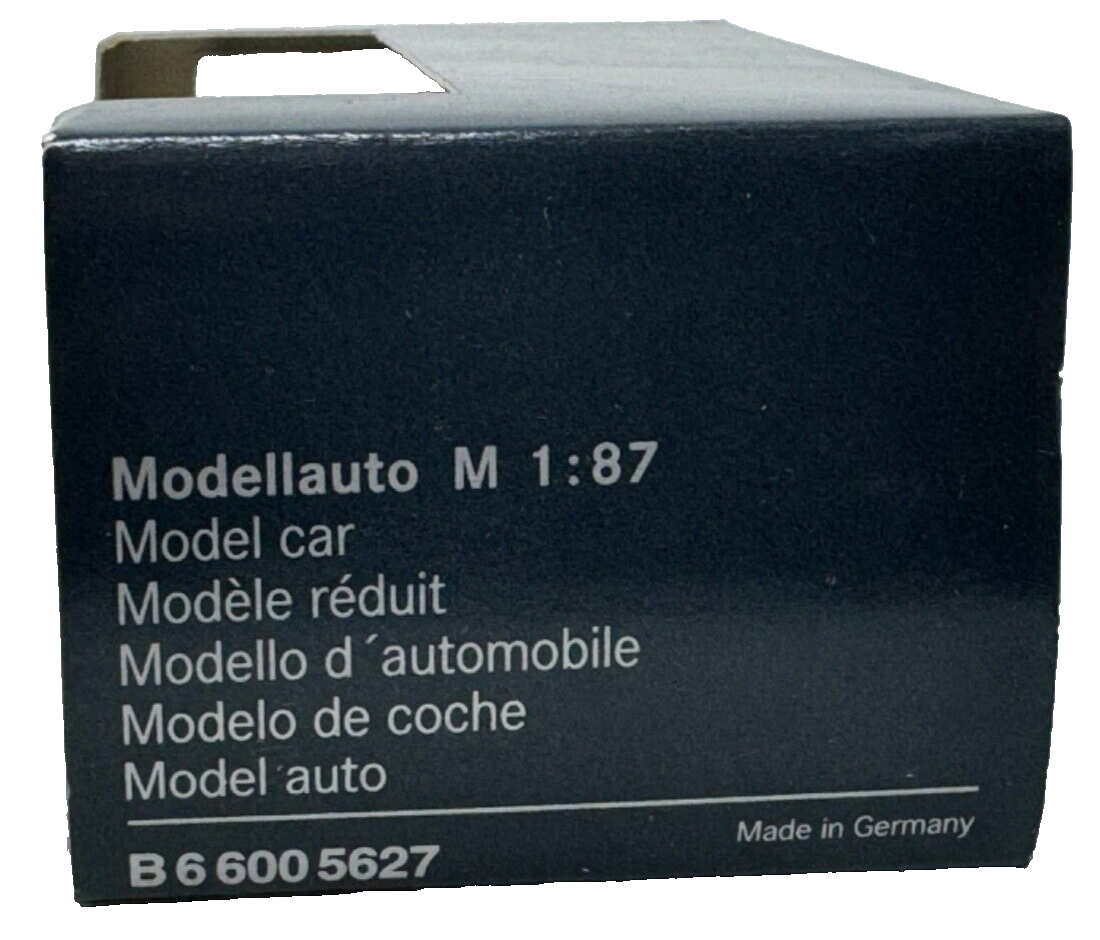 Modellauto M 1:87
Model car
Modèle réduit
Modello d´automobile
Modelo de coche
Model auto
Made in Germany
B 6 600 5627